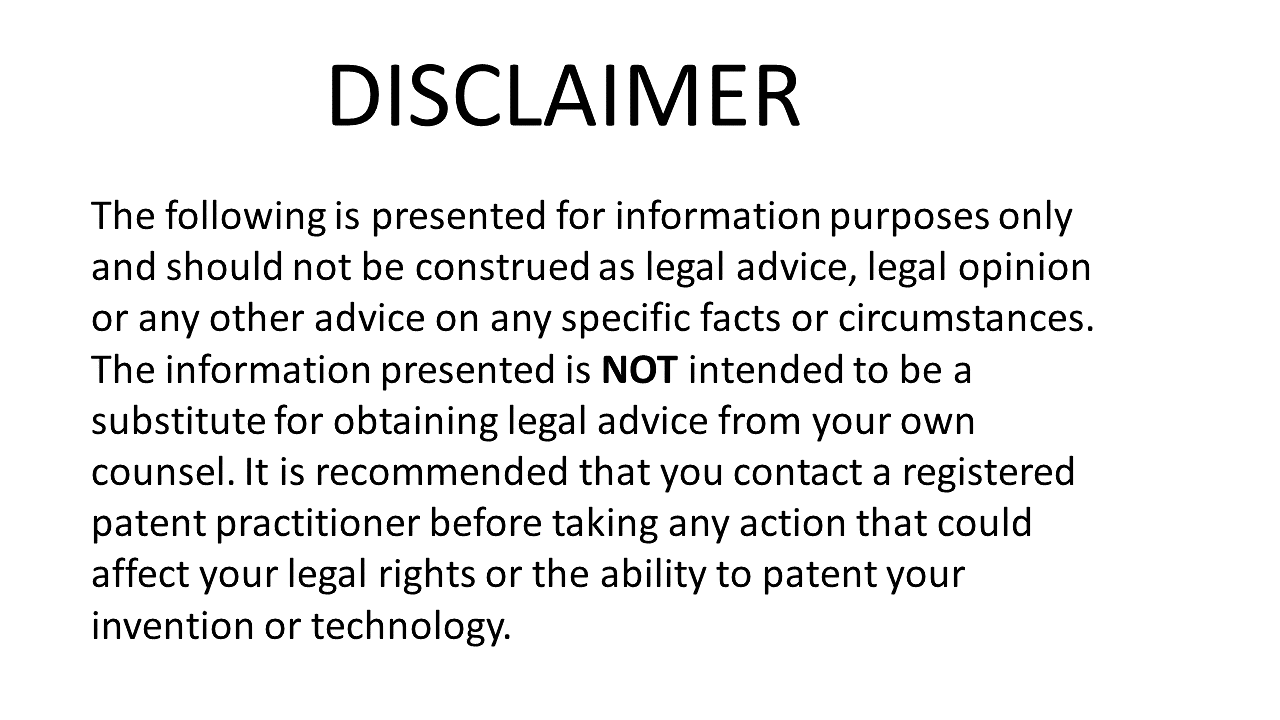 DISCLAIMER
The following is presented for information purposes only
and should not be construed as legal advice, legal opinion
or any other advice on any specific facts or circumstances.
The information presented is NOT intended to be a
substitute for obtaining legal advice from your own
counsel. It is recommended that you contact a registered
patent practitioner before taking any action that could
affect your legal rights or the ability to patent your
invention or technology.